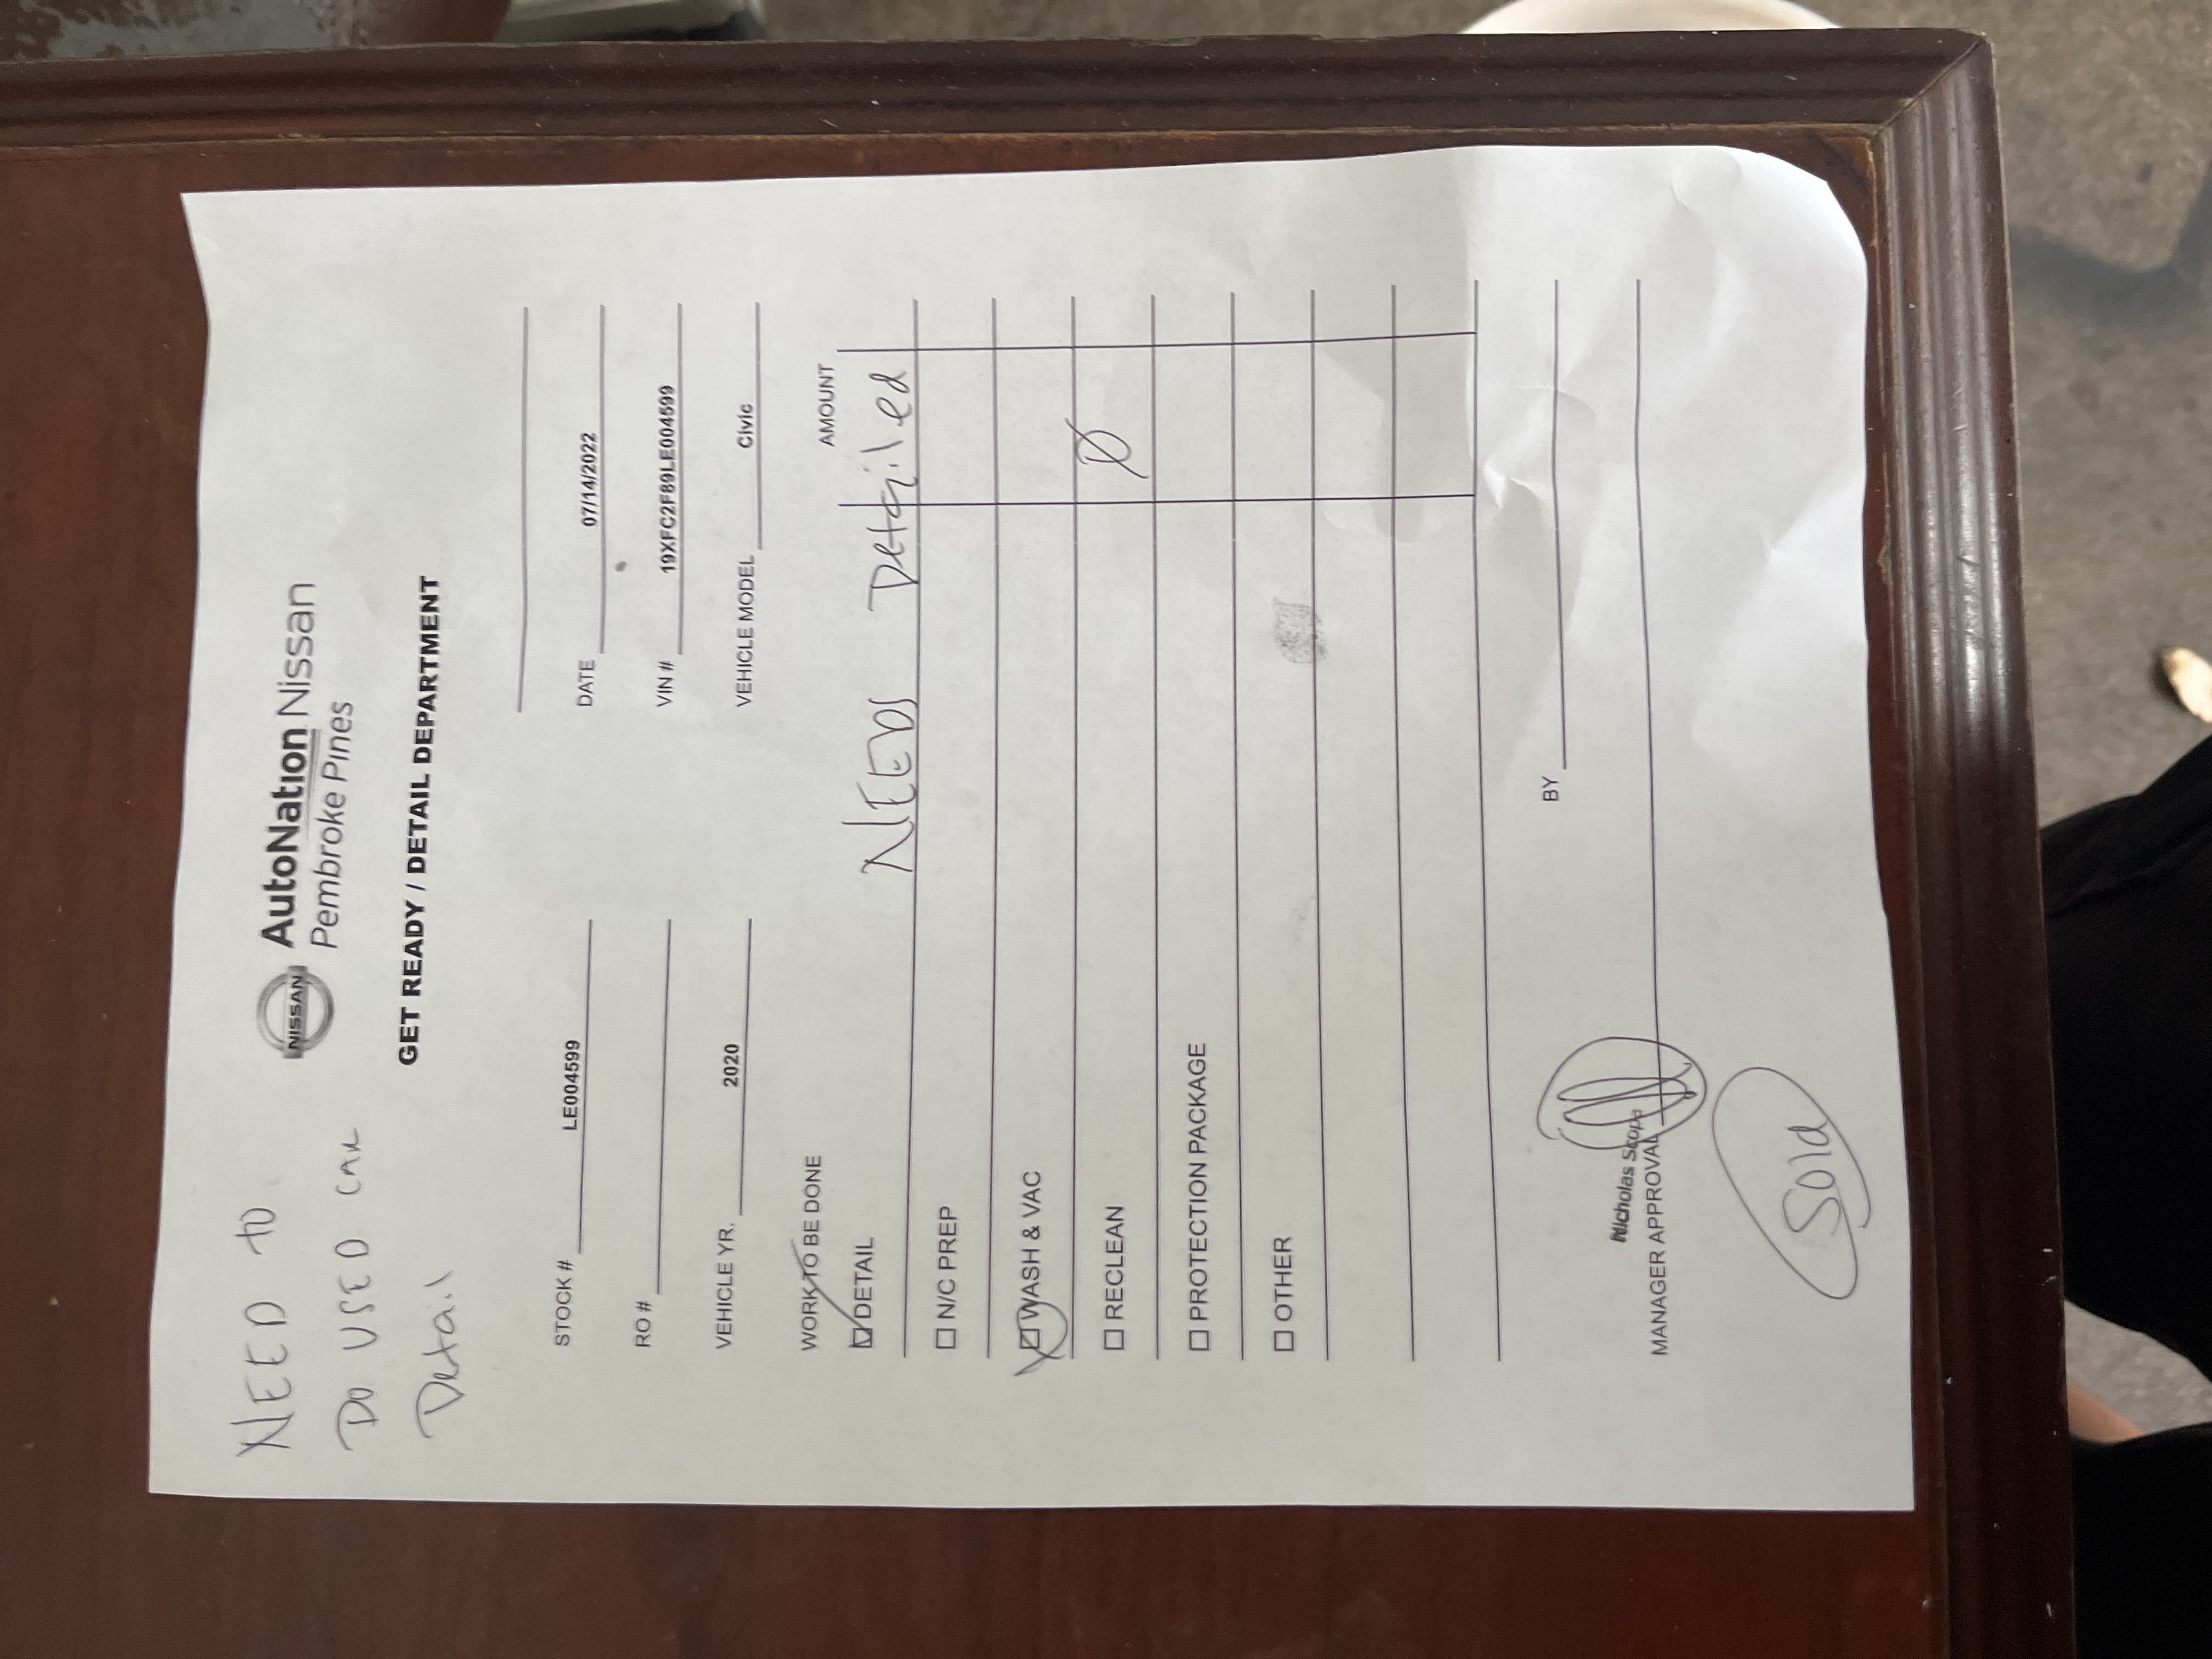 NEED to
DO USED CAR
Detail
NISSAN
AutoNation Nissan
Pembroke Pines
GET READY / DETAIL DEPARTMENT
STOCK # LE004599
DATE 07/14/2022
RO #
VIN # 19XFC2F89LE004599
VEHICLE YR. 2020
VEHICLE MODEL Civic
WORK TO BE DONE
AMOUNT
DETAIL NEEDS Detailed
N/C PREP
WASH & VAC Ø
RECLEAN
PROTECTION PACKAGE
OTHER
BY
Nicholas Scopa
MANAGER APPROVAL
Sold